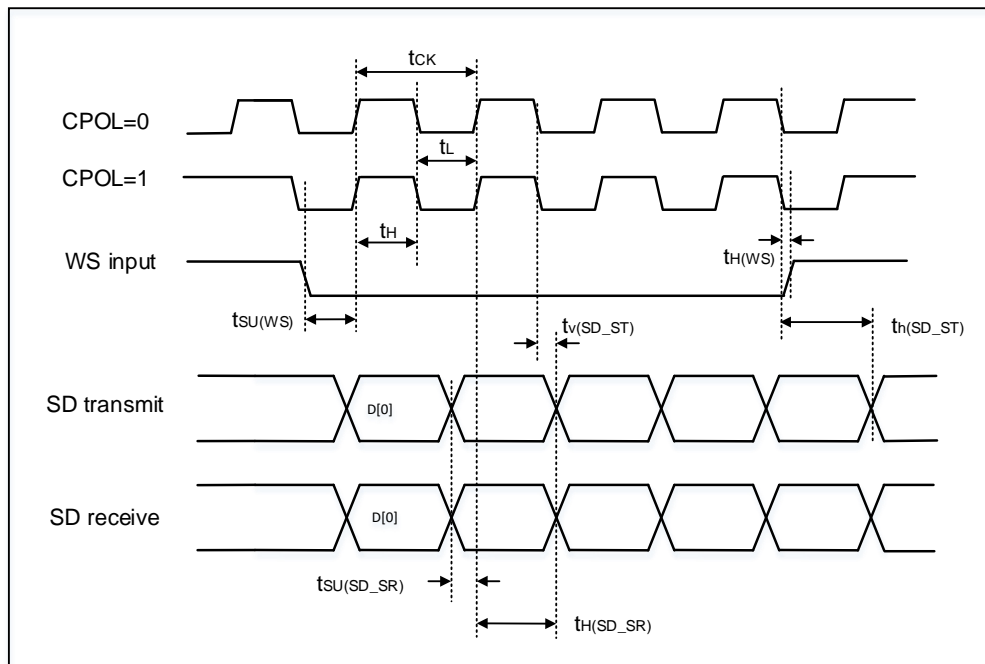 tCK
CPOL=0
tL
CPOL=1
tH
tH(WS)
WS input
tSU(WS)
tv(SD_ST)
th(SD_ST)
SD transmit
D[0]
SD receive
D[0]
tSU(SD_SR)
tH(SD_SR)